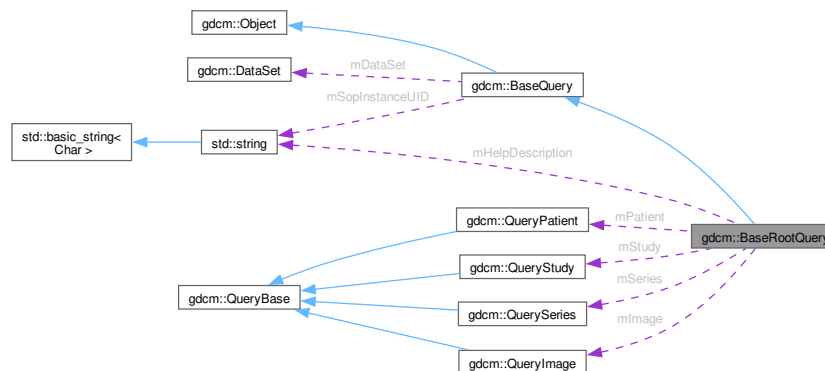 gdcm::Object
gdcm::DataSet
mDataSet
gdcm::BaseQuery
mSopInstanceUID
std::basic_string<
Char >
std::string
mHelpDescription
gdcm::QueryPatient
mPatient
gdcm::BaseRootQuery
mStudy
gdcm::QueryStudy
mSeries
gdcm::QueryBase
gdcm::QuerySeries
mImage
gdcm::QueryImage